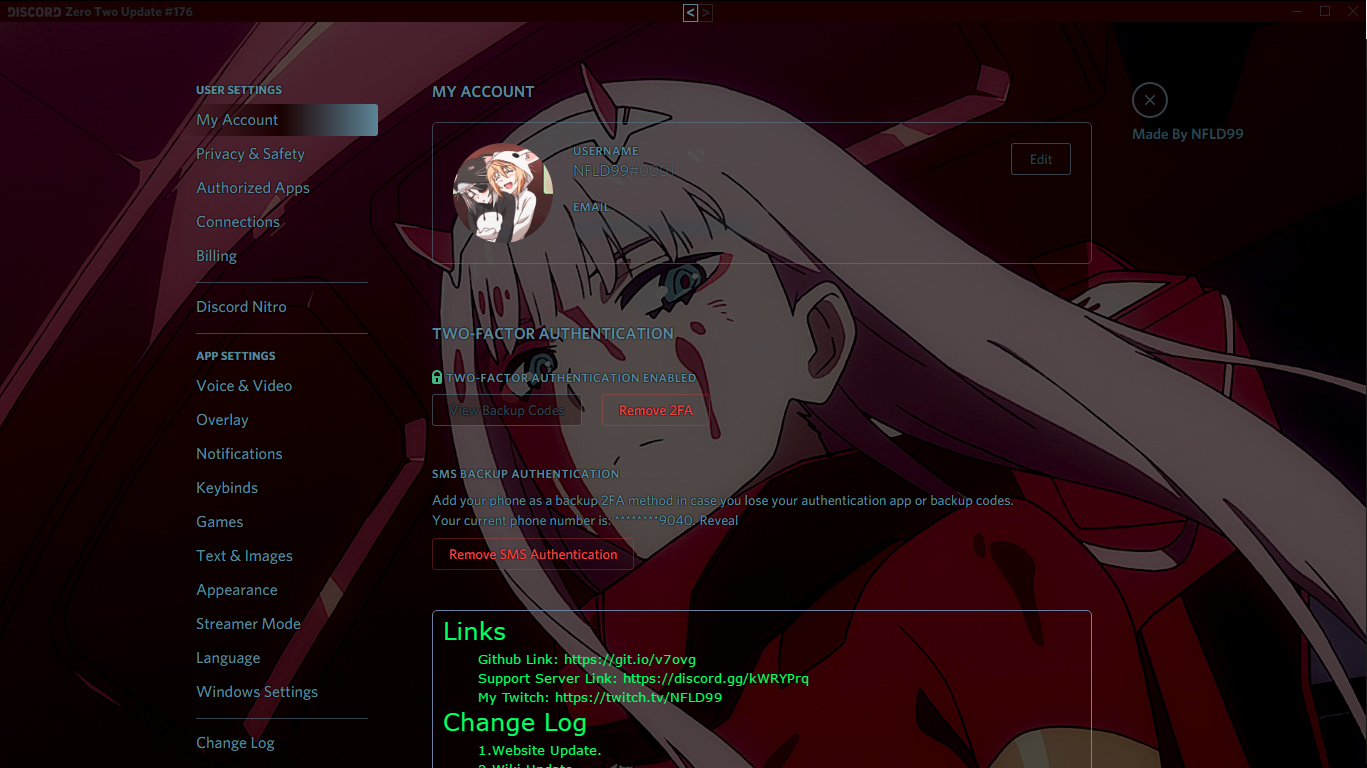 DISCORD Zero Two Update #176
< >
USER SETTINGS
My Account
Privacy & Safety
Authorized Apps
Connections
Billing
Discord Nitro
APP SETTINGS
Voice & Video
Overlay
Notifications
Keybinds
Games
Text & Images
Appearance
Streamer Mode
Language
Windows Settings
Change Log
MY ACCOUNT
USERNAME
NFLD99#0001
Edit
EMAIL
TWO-FACTOR AUTHENTICATION
TWO-FACTOR AUTHENTICATION ENABLED
View Backup Codes
Remove 2FA
SMS BACKUP AUTHENTICATION
Add your phone as a backup 2FA method in case you lose your authentication app or backup codes.
Your current phone number is: ********9040. Reveal
Remove SMS Authentication
Links
Github Link: https://git.io/v7ovg
Support Server Link: https://discord.gg/kWRYPrq
My Twitch: https://twitch.tv/NFLD99
Change Log
1.Website Update.
2.Wiki Update
Made By NFLD99